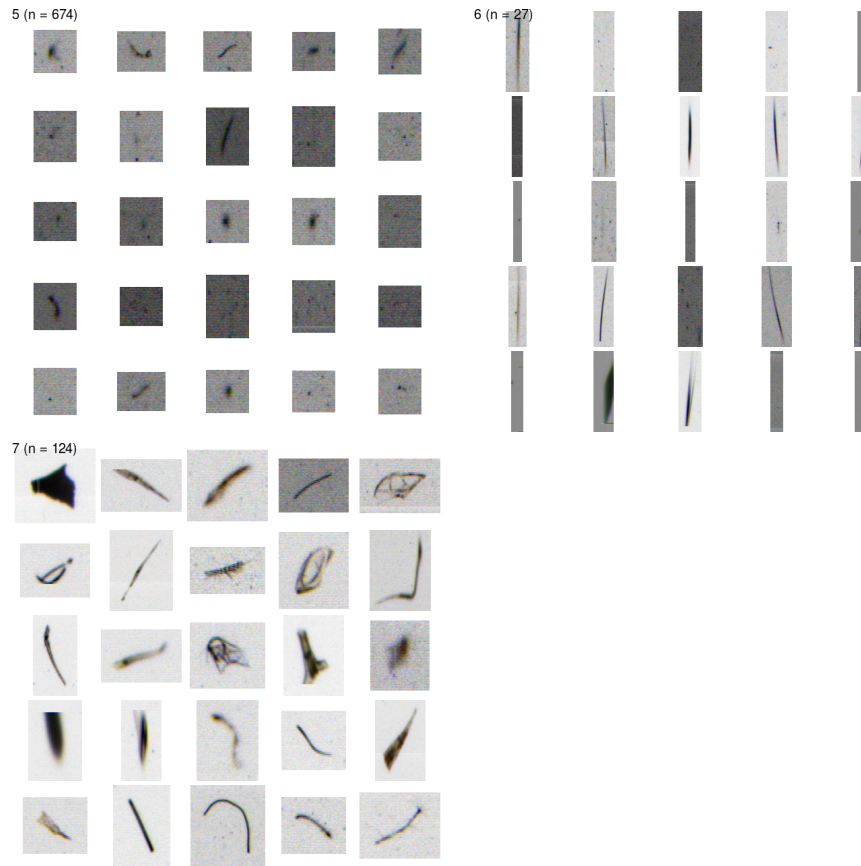 5 (n = 674)
6 (n = 27)
7 (n = 124)